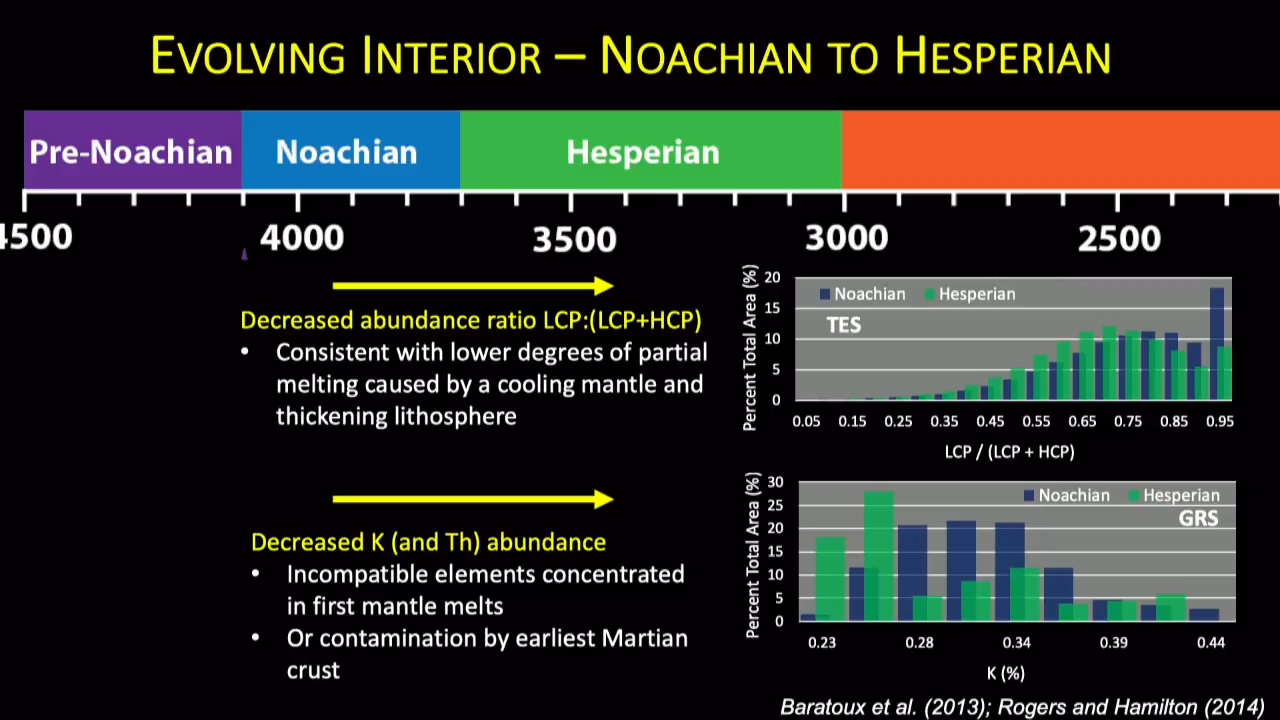 EVOLVING INTERIOR – NOACHIAN TO HESPERIAN
Pre-Noachian Noachian Hesperian
4500 4000 3500 3000 2500
Decreased abundance ratio LCP:(LCP+HCP)
• Consistent with lower degrees of partial
melting caused by a cooling mantle and
thickening lithosphere
Decreased K (and Th) abundance
• Incompatible elements concentrated
in first mantle melts
• Or contamination by earliest Martian
crust
Percent Total Area (%)
20
15
10
5
0
Noachian Hesperian
TES
0.05 0.15 0.25 0.35 0.45 0.55 0.65 0.75 0.85 0.95
LCP / (LCP + HCP)
Percent Total Area (%)
30
25
20
15
10
5
0
Noachian Hesperian
GRS
0.23 0.28 0.34 0.39 0.44
K (%)
Baratoux et al. (2013); Rogers and Hamilton (2014)